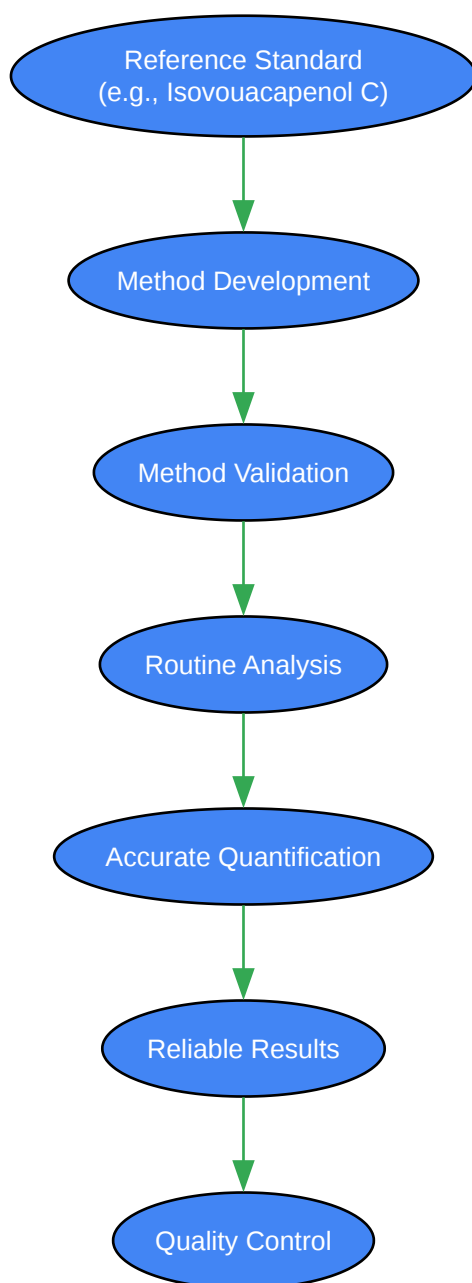 Reference Standard
(e.g., Isovouacapenol C)
Method Development
Method Validation
Routine Analysis
Accurate Quantification
Reliable Results
Quality Control